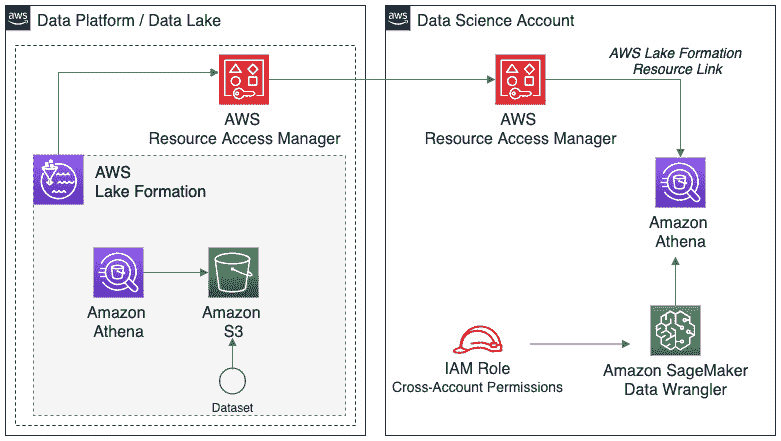 aws
Data Platform / Data Lake
AWS
Resource Access Manager
AWS
Lake Formation
Amazon
Athena
Amazon
S3
Dataset
aws
Data Science Account
AWS Lake Formation
Resource Link
AWS
Resource Access Manager
Amazon
Athena
IAM Role
Cross-Account Permissions
Amazon SageMaker
Data Wrangler